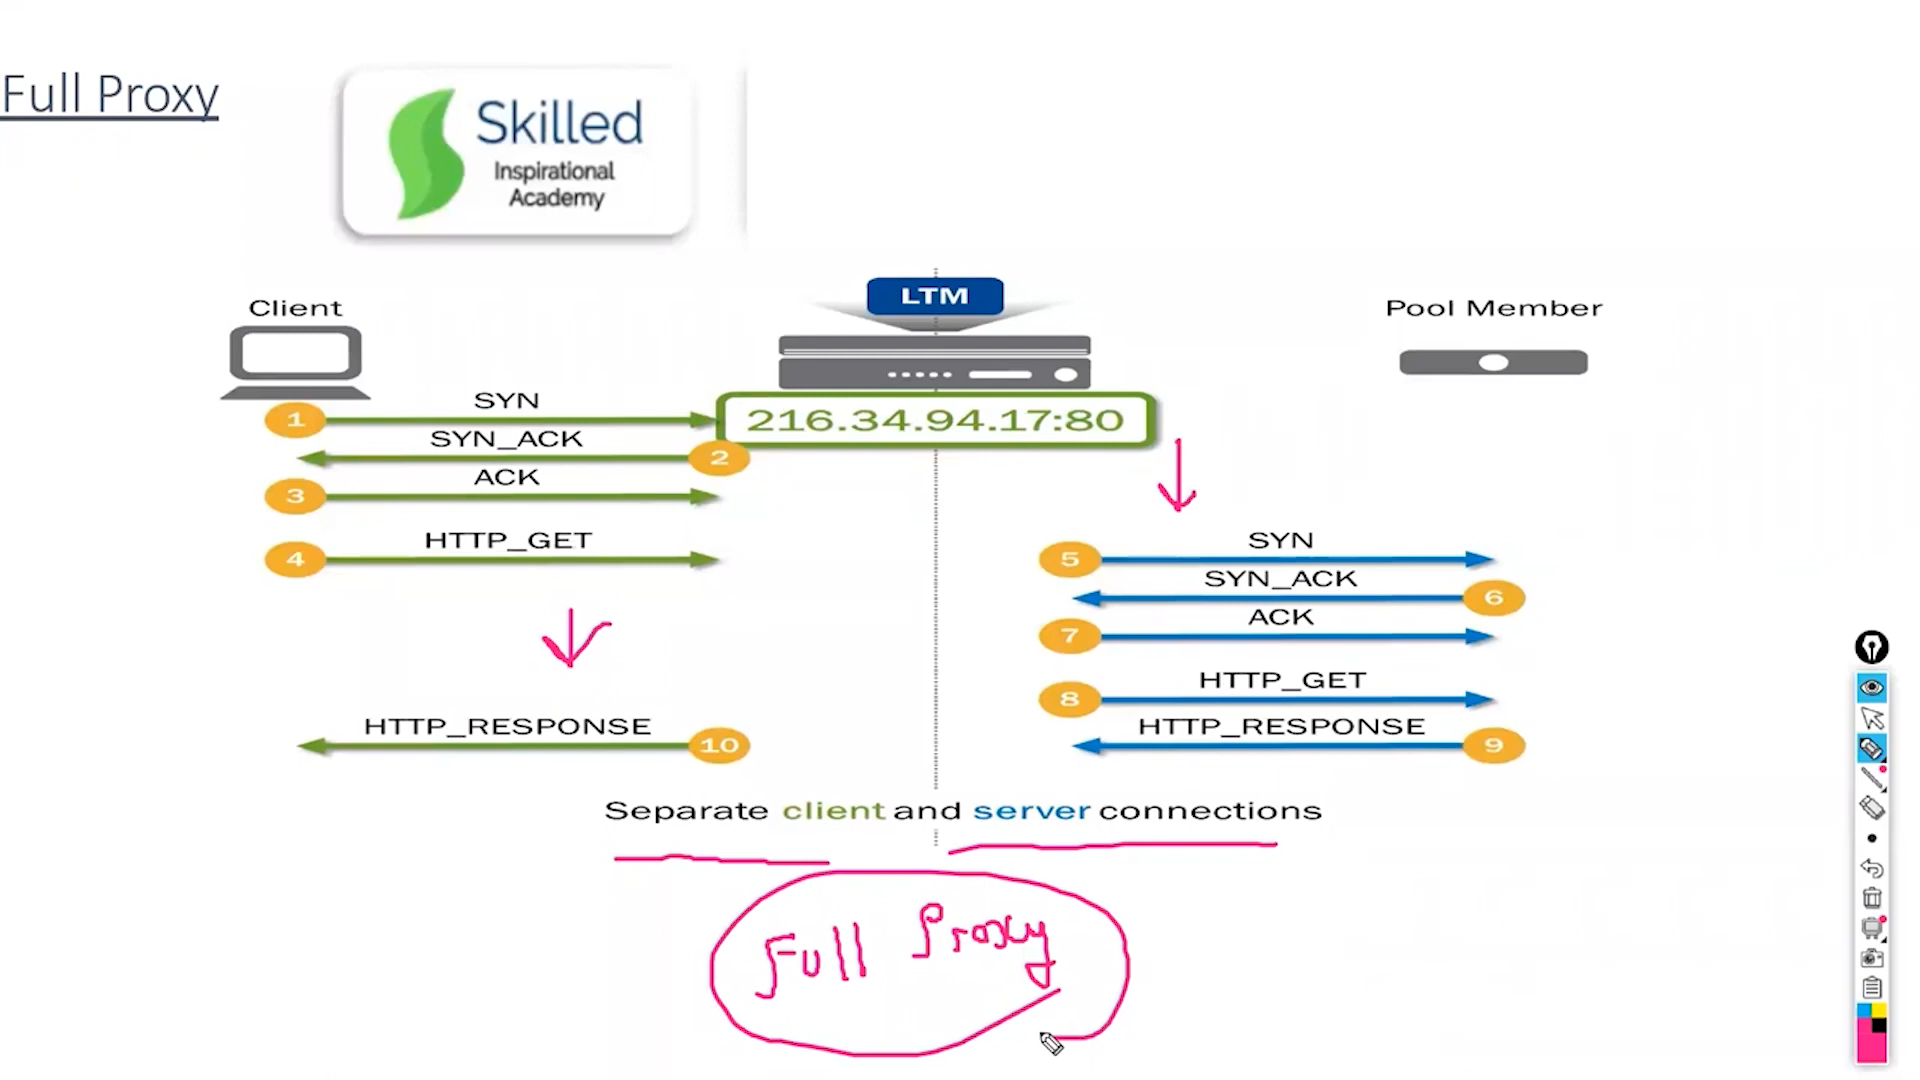 Full Proxy
Skilled
Inspirational
Academy
LTM
Client
Pool Member
216.34.94.17:80
1
SYN
SYN_ACK
2
3
ACK
4
HTTP_GET
5
SYN
SYN_ACK
6
7
ACK
8
HTTP_GET
HTTP_RESPONSE
9
HTTP_RESPONSE
10
Separate client and server connections
Full Proxy